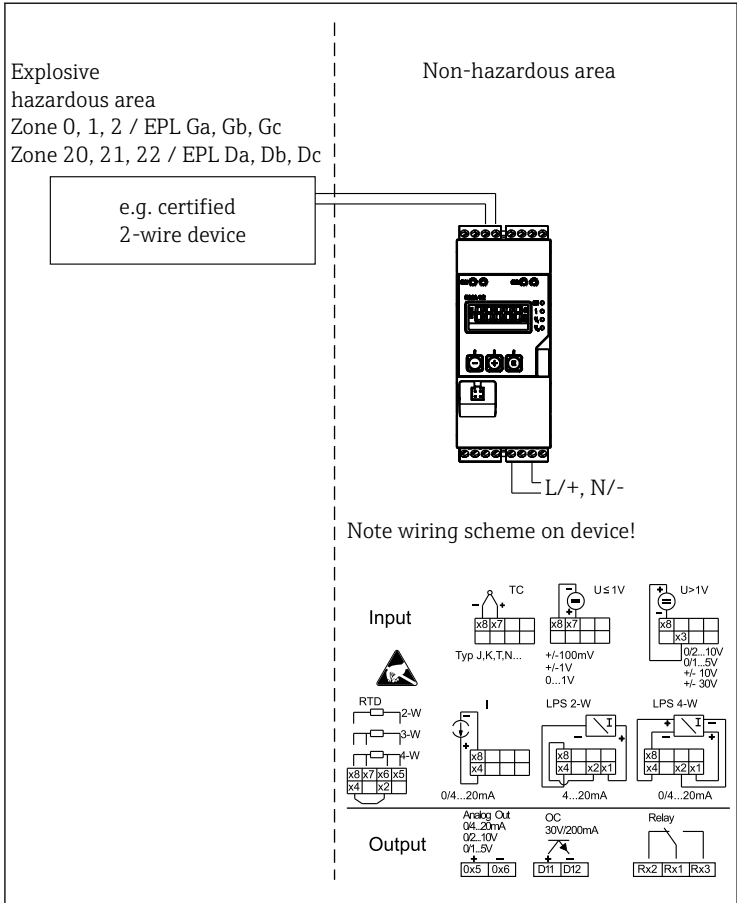 Explosive
hazardous area
Zone 0, 1, 2 / EPL Ga, Gb, Gc
Zone 20, 21, 22 / EPL Da, Db, Dc
Non-hazardous area
e.g. certified
2-wire device
L/+, N/-
Note wiring scheme on device!
Input
TC
- +
x8 x7
Typ J,K,T,N...
U≤1V
-
+
x8 x7
+/-100mV
+/-1V
0...1V
U>1V
+
-
x8
x3
0/2...10V
0/1...5V
+/- 10V
+/- 30V
RTD
2-W
3-W
4-W
x8 x7 x6 x5
x4 x2
I
-
+
x8
x4
0/4...20mA
LPS 2-W
I
- +
x8
x4 x2 x1
4...20mA
LPS 4-W
+ I -
- +
x8
x4 x2 x1
0/4...20mA
Output
Analog Out
0/4...20mA
0/2...10V
0/1...5V
+ -
0x5 0x6
OC
30V/200mA
+ -
D11 D12
Relay
Rx2 Rx1 Rx3